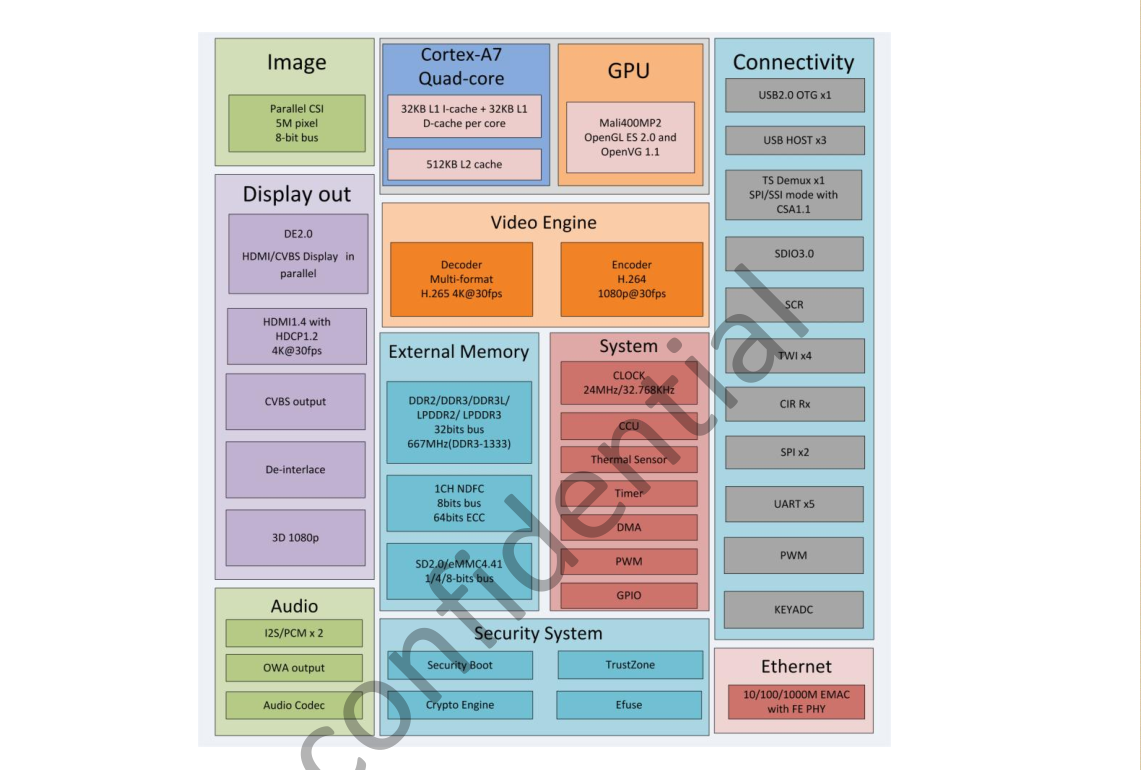 Image
Parallel CSI
5M pixel
8-bit bus
Display out
DE2.0
HDMI/CVBS Display in
parallel
HDMI1.4 with
HDCP1.2
4K@30fps
CVBS output
De-interlace
3D 1080p
Audio
I2S/PCM x 2
OWA output
Audio Codec
Cortex-A7
Quad-core
32KB L1 I-cache + 32KB L1
D-cache per core
512KB L2 cache
GPU
Mali400MP2
OpenGL ES 2.0 and
OpenVG 1.1
Video Engine
Decoder
Multi-format
H.265 4K@30fps
Encoder
H.264
1080p@30fps
External Memory
DDR2/DDR3/DDR3L/
LPDDR2/ LPDDR3
32bits bus
667MHz(DDR3-1333)
1CH NDFC
8bits bus
64bits ECC
SD2.0/eMMC4.41
1/4/8-bits bus
System
CLOCK
24MHz/32.768KHz
CCU
Thermal Sensor
Timer
DMA
PWM
GPIO
Security System
Security Boot
TrustZone
Crypto Engine
Efuse
Connectivity
USB2.0 OTG x1
USB HOST x3
TS Demux x1
SPI/SSI mode with
CSA1.1
SDIO3.0
SCR
TWI x4
CIR Rx
SPI x2
UART x5
PWM
KEYADC
Ethernet
10/100/1000M EMAC
with FE PHY
confidential